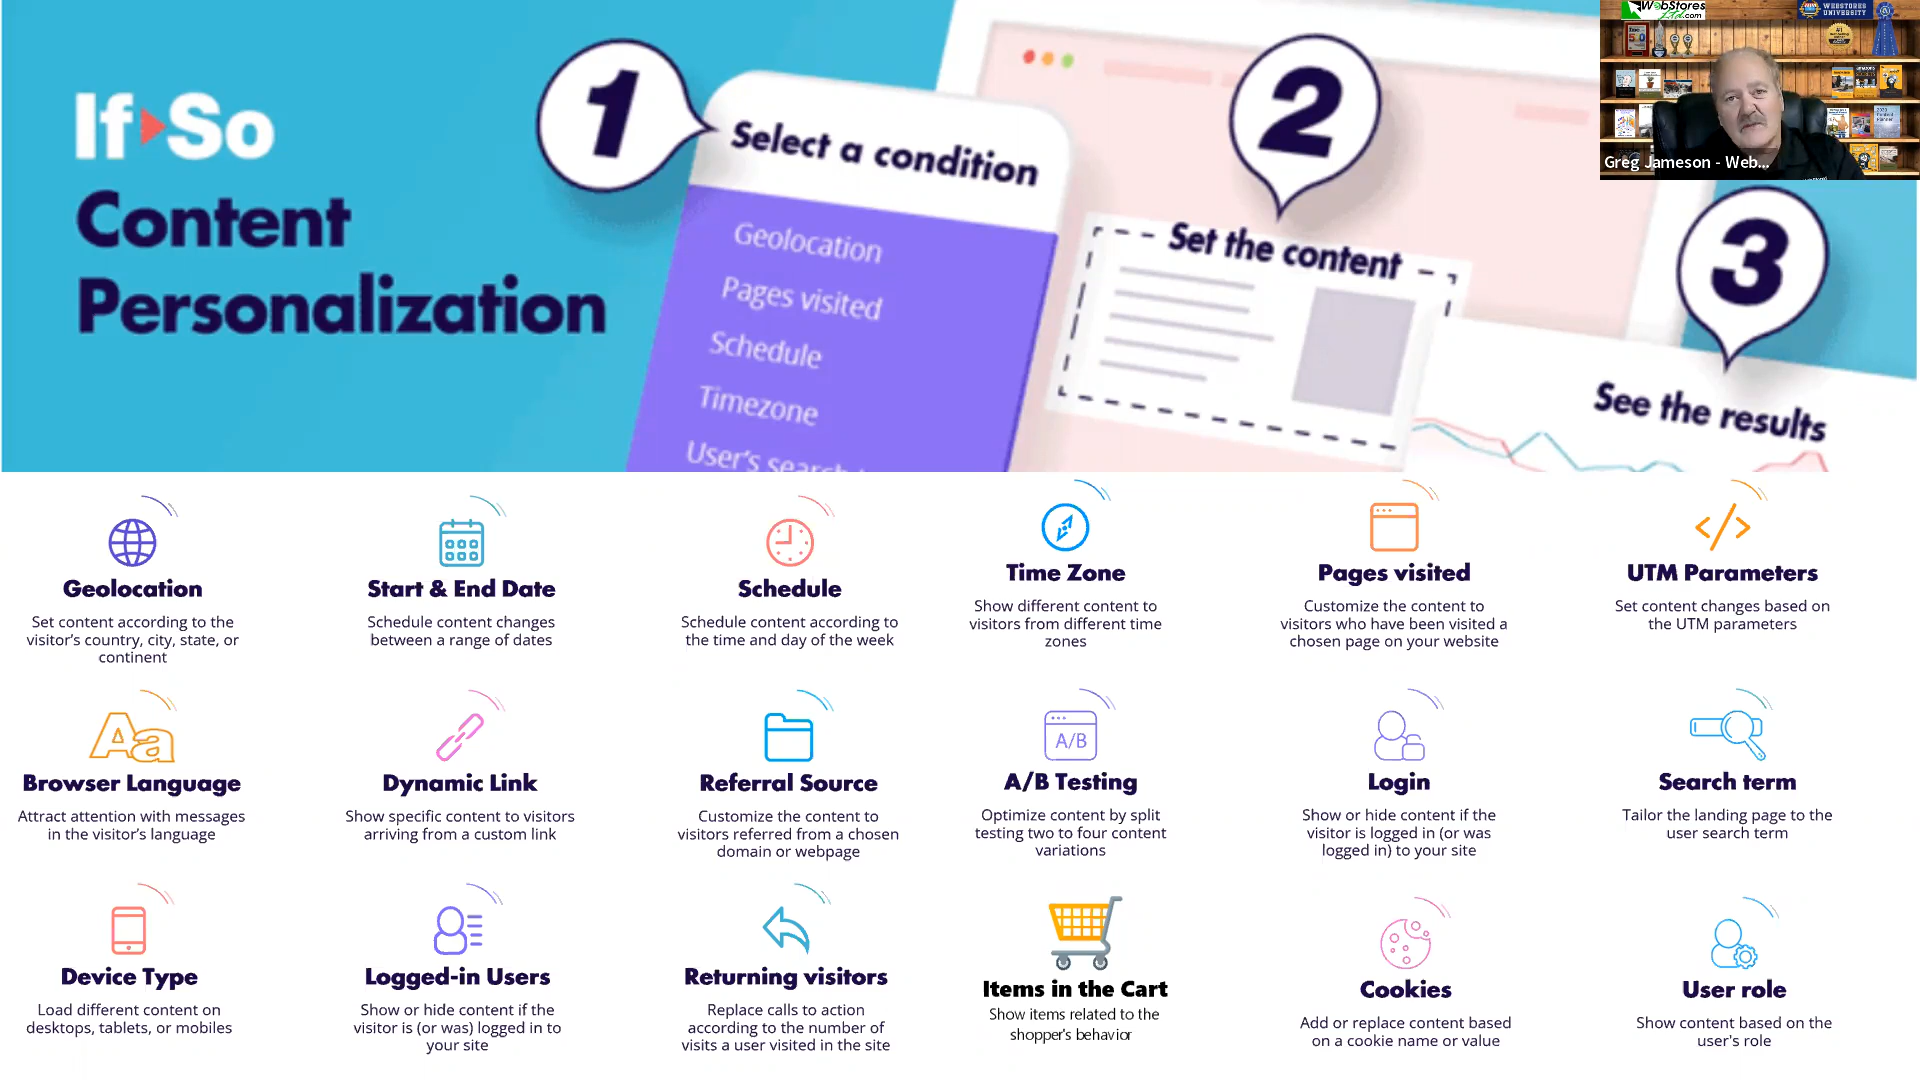 If So
Content
Personalization
1
Select a condition
Geolocation
Pages visited
Schedule
Timezone
User's search
2
Set the content
3
See the results
WebStores
Ltd.com
WEBSTORES
UNIVERSITY
Greg Jameson - Web...
Geolocation
Set content according to the
visitor's country, city, state, or
continent
Start & End Date
Schedule content changes
between a range of dates
Schedule
Schedule content according to
the time and day of the week
Time Zone
Show different content to
visitors from different time
zones
Pages visited
Customize the content to
visitors who have been visited a
chosen page on your website
UTM Parameters
Set content changes based on
the UTM parameters
Aa
Browser Language
Attract attention with messages
in the visitor's language
Dynamic Link
Show specific content to visitors
arriving from a custom link
Referral Source
Customize the content to
visitors referred from a chosen
domain or webpage
A/B
A/B Testing
Optimize content by split
testing two to four content
variations
Login
Show or hide content if the
visitor is logged in (or was
logged in) to your site
Search term
Tailor the landing page to the
user search term
Device Type
Load different content on
desktops, tablets, or mobiles
Logged-in Users
Show or hide content if the
visitor is (or was) logged in to
your site
Returning visitors
Replace calls to action
according to the number of
visits a user visited in the site
Items in the Cart
Show items related to the
shopper's behavior
Cookies
Add or replace content based
on a cookie name or value
User role
Show content based on the
user's role